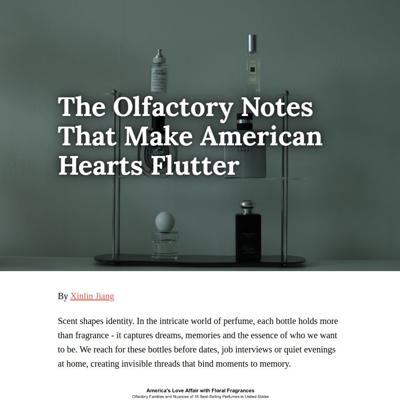 The Olfactory Notes
That Make American
Hearts Flutter
By Xinlin Jiang
Scent shapes identity. In the intricate world of perfume, each bottle holds more
than fragrance - it captures dreams, memories and the essence of who we want
to be. We reach for these bottles before dates, job interviews or quiet evenings
at home, creating invisible threads that bind moments to memory.
America's Love Affair with Floral Fragrances
Olfactory Families and Nuances of 16 Best-Selling Perfumes in United States